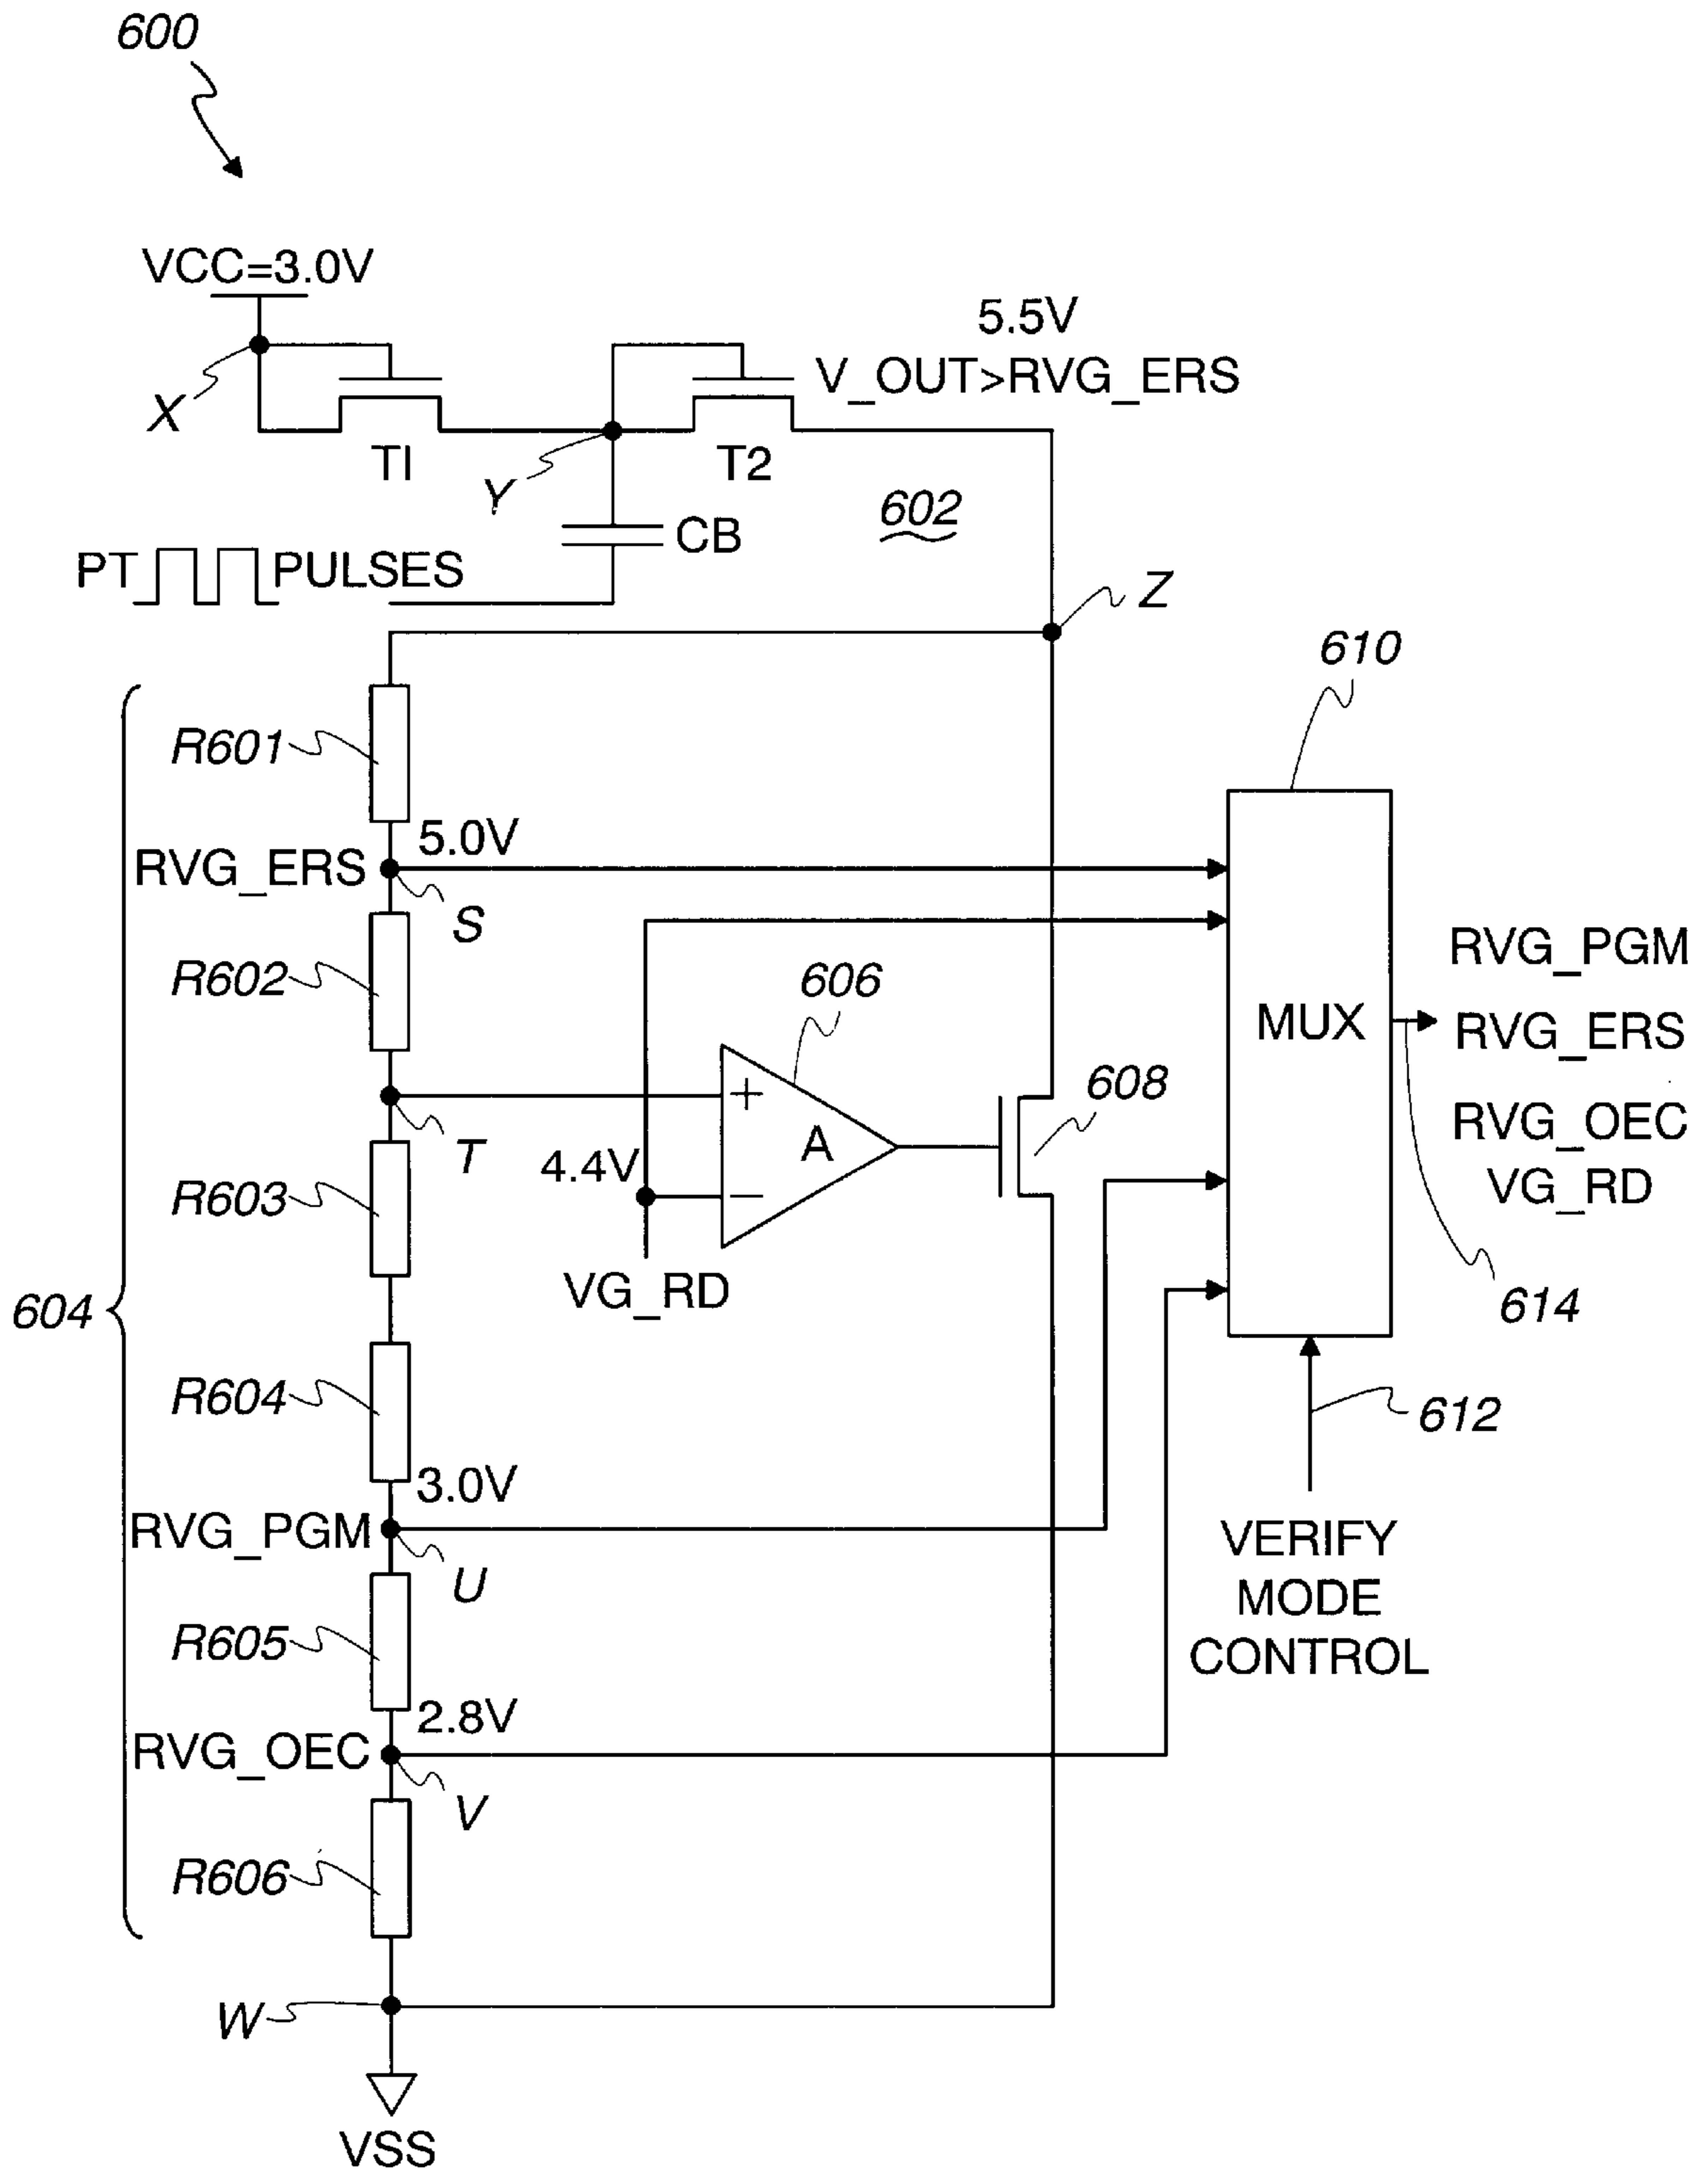 600
VCC=3.0V
5.5V
V_OUT>RVG_ERS
X
T1
T2
Y
602
CB
PT PULSES
Z
610
R601
5.0V
RVG_ERS
S
R602
606
RVG_PGM
MUX
RVG_ERS
+
608
A
RVG_OEC
T
4.4V
VG_RD
R603
−
VG_RD
604
614
R604
612
3.0V
RVG_PGM
VERIFY
U
MODE
R605
CONTROL
2.8V
RVG_OEC
V
R606
W
VSS